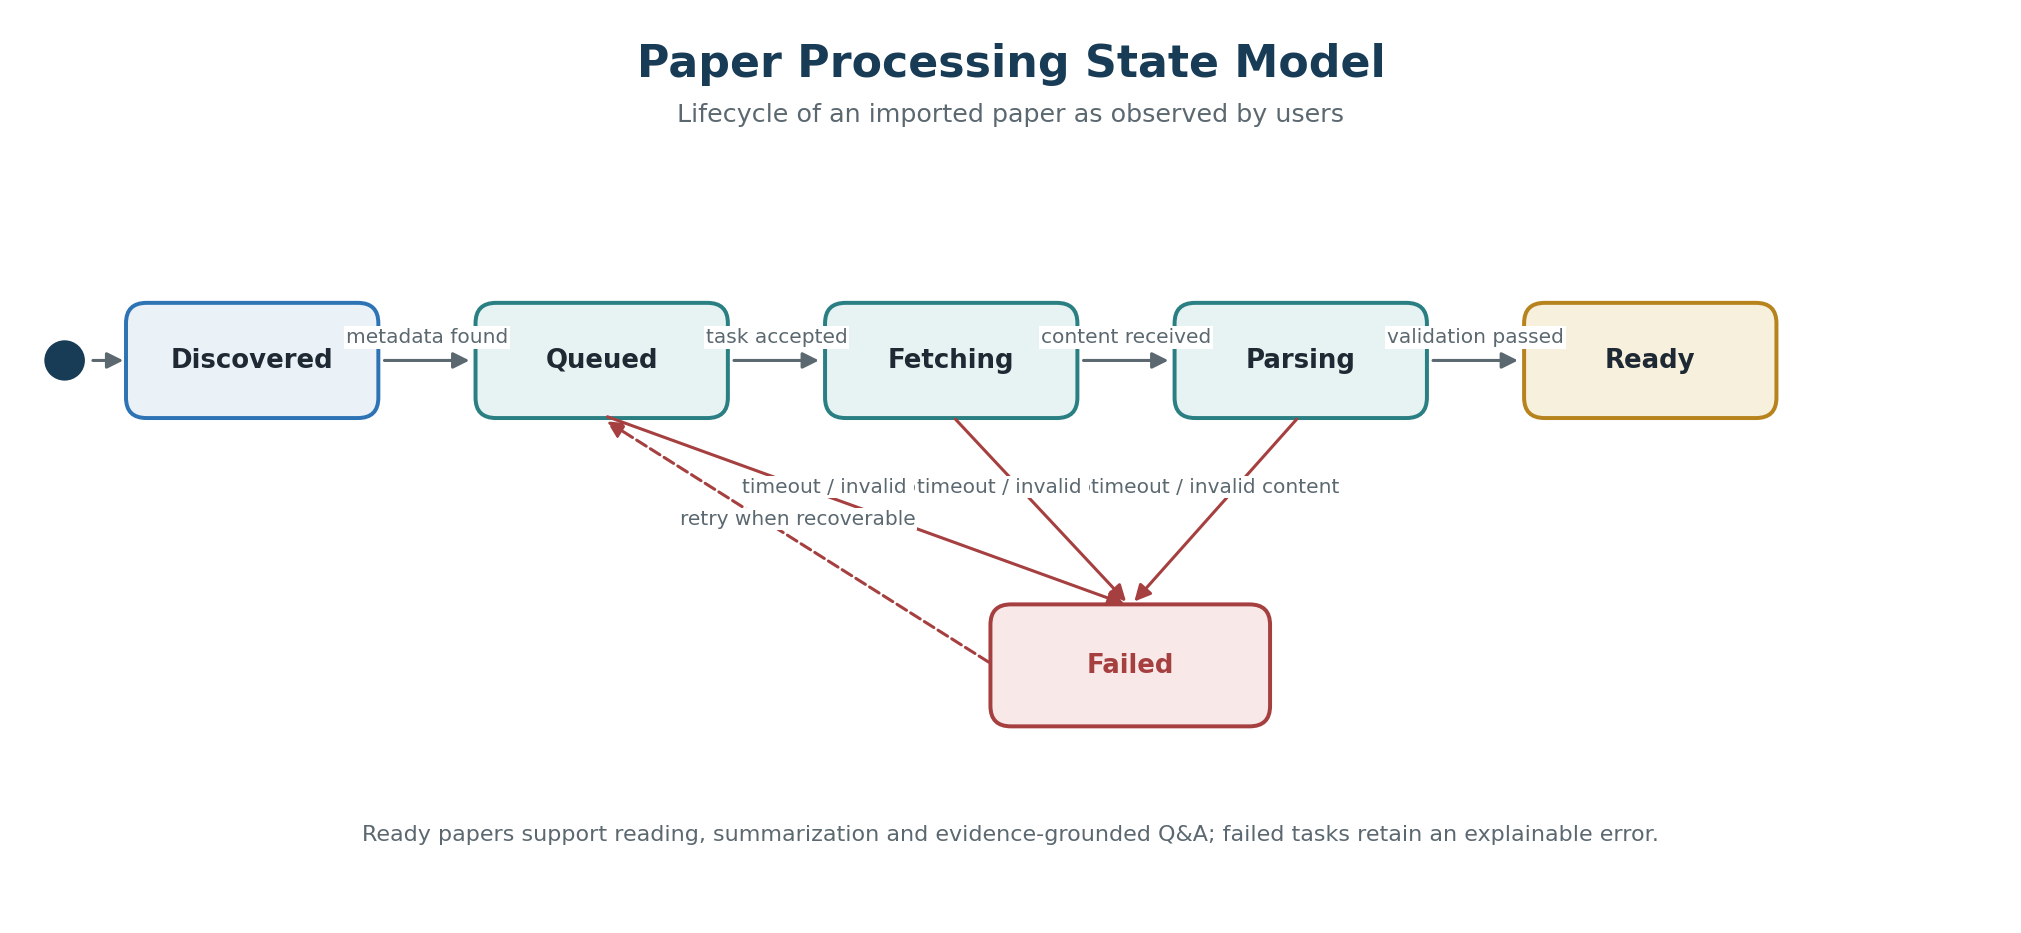 Paper Processing State Model
Lifecycle of an imported paper as observed by users
metadata found
task accepted
content received
validation passed
Discovered
Queued
Fetching
Parsing
Ready
timeout / invalid
timeout / invalid
timeout / invalid content
retry when recoverable
Failed
Ready papers support reading, summarization and evidence-grounded Q&A; failed tasks retain an explainable error.